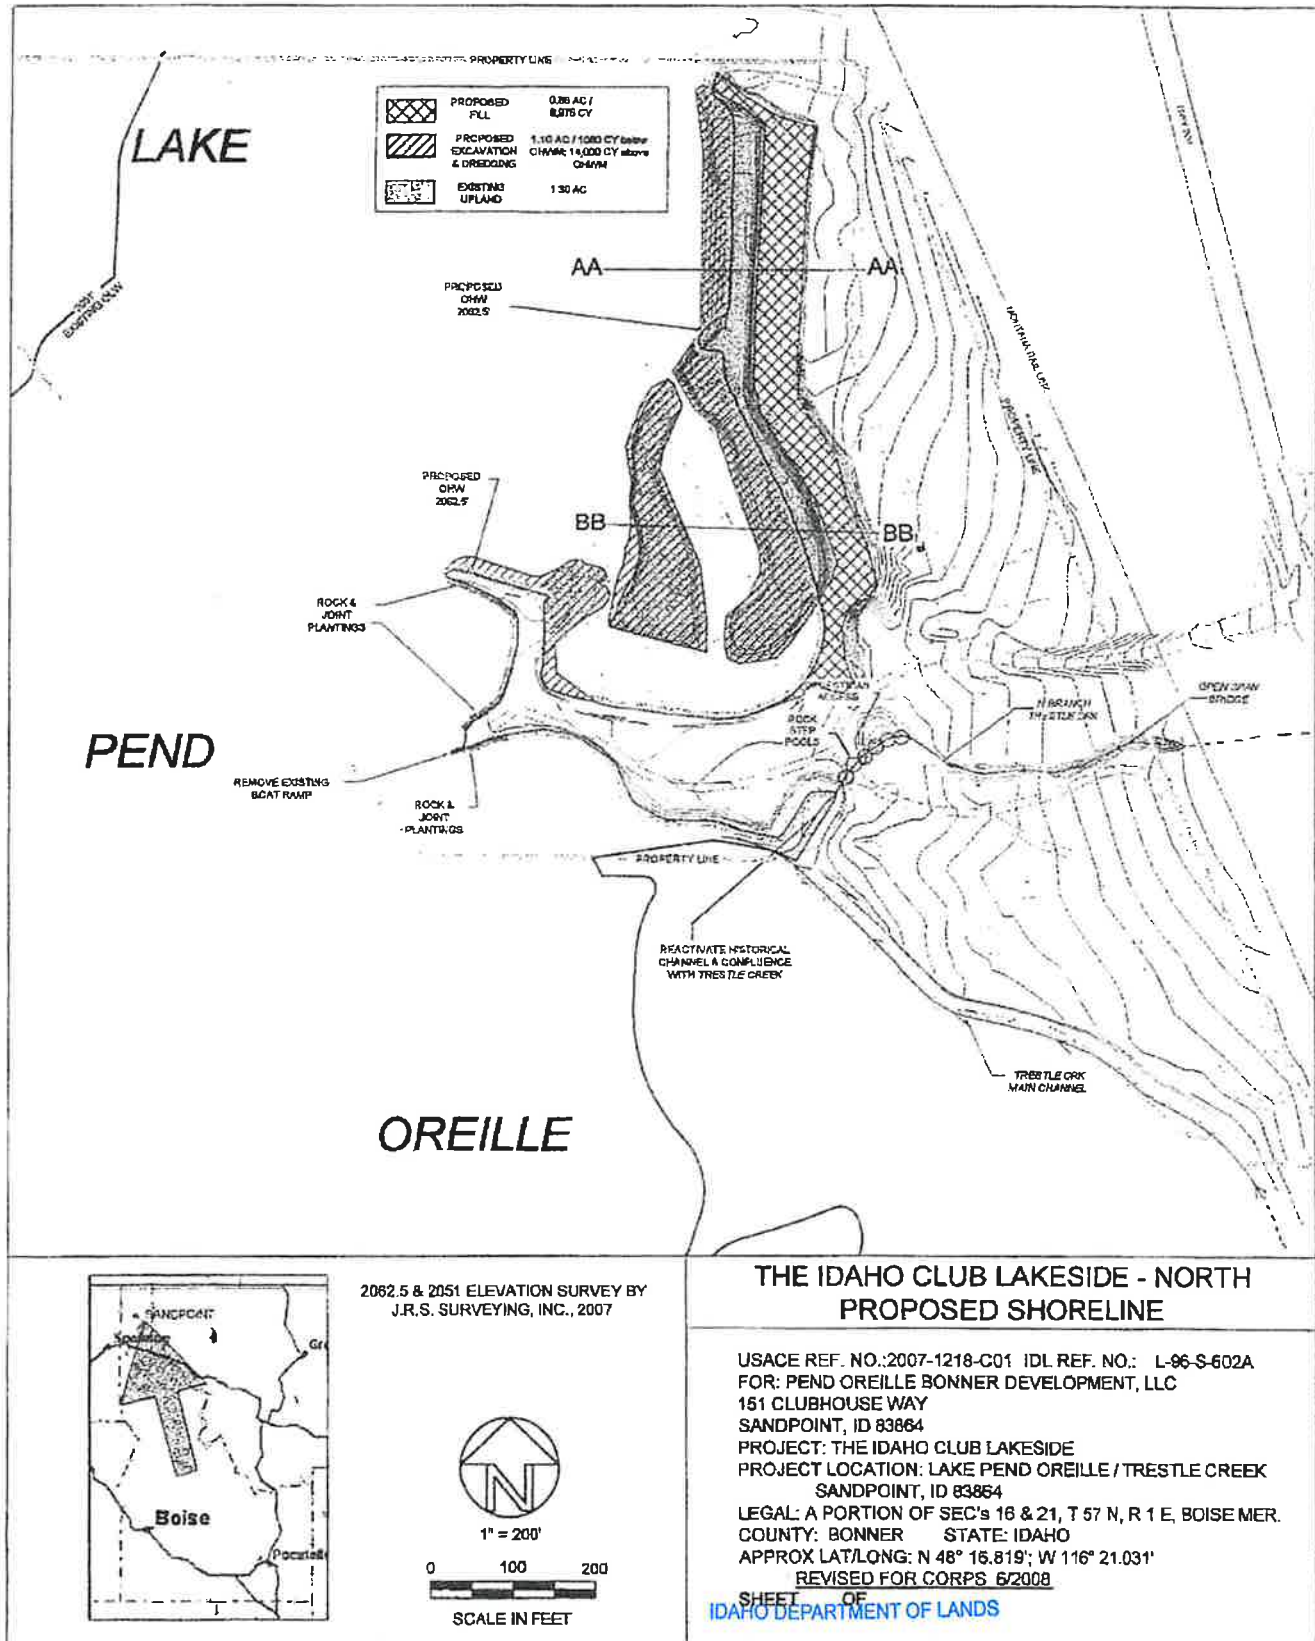 PROPERTY LINE
LAKE
PROPOSED
FILL
PROPOSED
EXCAVATION
& DREDGING
1.10 AC / 1080 CY below
OHWM; 14,000 CY above
OHWM
EXISTING
UPLAND
1.30 AC
EXISTING OLW
AA
AA
PROPOSED
OHW
2062.5'
MONTANA RAIL LINK
PROPERTY LINE
PROPOSED
OHW
2062.5'
BB
BB
ROCK &
JOINT
PLANTINGS
ROCK
STEP
POOLS
N BRANCH
TRESTLE CRK
OPEN SPAN
BRIDGE
PEND
REMOVE EXISTING
BOAT RAMP
ROCK &
JOINT
PLANTINGS
PROPERTY LINE
REACTIVATE HISTORICAL
CHANNEL & CONFLUENCE
WITH TRESTLE CREEK
TRESTLE CRK
MAIN CHANNEL
OREILLE
SANDPOINT
Boise
2062.5 & 2051 ELEVATION SURVEY BY
J.R.S. SURVEYING, INC., 2007
N
1" = 200'
0 100 200
SCALE IN FEET
THE IDAHO CLUB LAKESIDE - NORTH
PROPOSED SHORELINE
USACE REF. NO.:2007-1218-C01 IDL REF. NO.: L-96-S-602A
FOR: PEND OREILLE BONNER DEVELOPMENT, LLC
151 CLUBHOUSE WAY
SANDPOINT, ID 83864
PROJECT: THE IDAHO CLUB LAKESIDE
PROJECT LOCATION: LAKE PEND OREILLE / TRESTLE CREEK
SANDPOINT, ID 83864
LEGAL: A PORTION OF SEC's 16 & 21, T 57 N, R 1 E, BOISE MER.
COUNTY: BONNER STATE: IDAHO
APPROX LAT/LONG: N 48° 16.819'; W 116° 21.031'
REVISED FOR CORPS 6/2008
SHEET OF
IDAHO DEPARTMENT OF LANDS